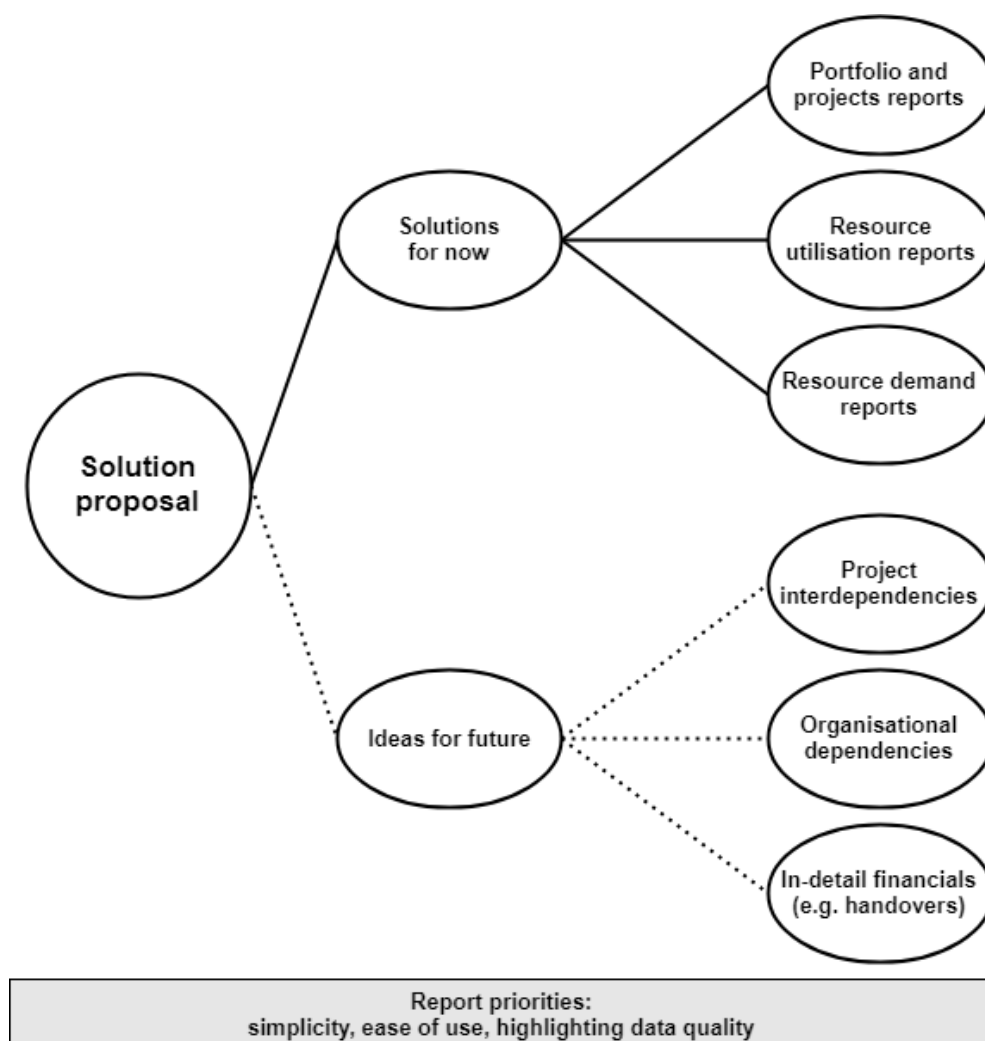 Solution
proposal
Solutions
for now
Portfolio and
projects reports
Resource
utilisation reports
Resource demand
reports
Ideas for future
Project
interdependencies
Organisational
dependencies
In-detail financials
(e.g. handovers)
Report priorities:
simplicity, ease of use, highlighting data quality